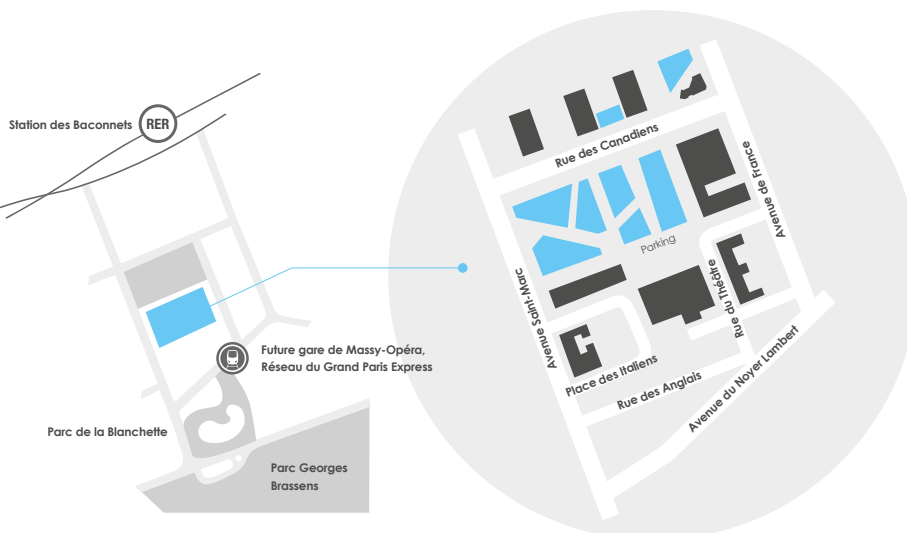 Station des Baconnets
RER
Future gare de Massy-Opéra,
Réseau du Grand Paris Express
Parc de la Blanchette
Parc Georges
Brassens
Rue des Canadiens
Avenue de France
Parking
Avenue Saint-Marc
Rue du Théâtre
Place des Italiens
Rue des Anglais
Avenue du Noyer Lambert